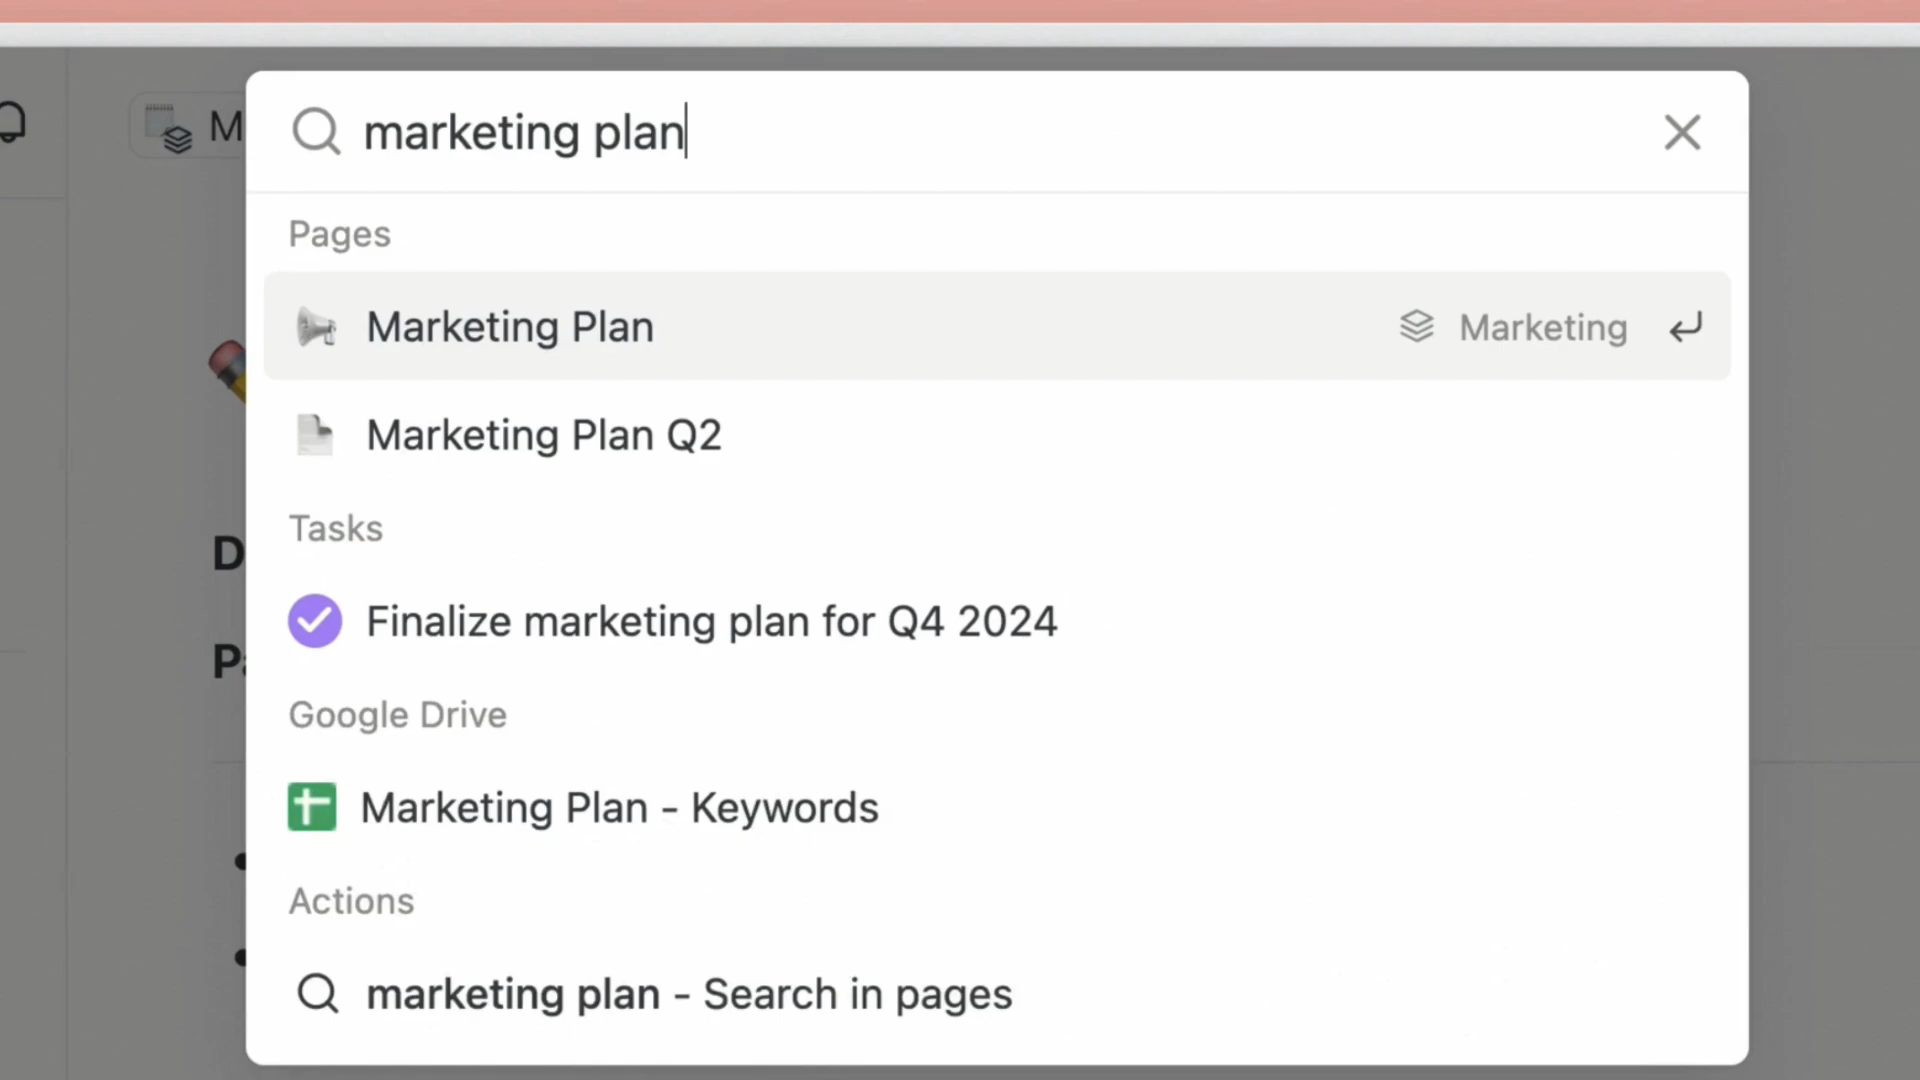 M
marketing plan
Pages
Marketing Plan
Marketing
Marketing Plan Q2
Tasks
D
Finalize marketing plan for Q4 2024
Google Drive
Marketing Plan - Keywords
Actions
marketing plan - Search in pages